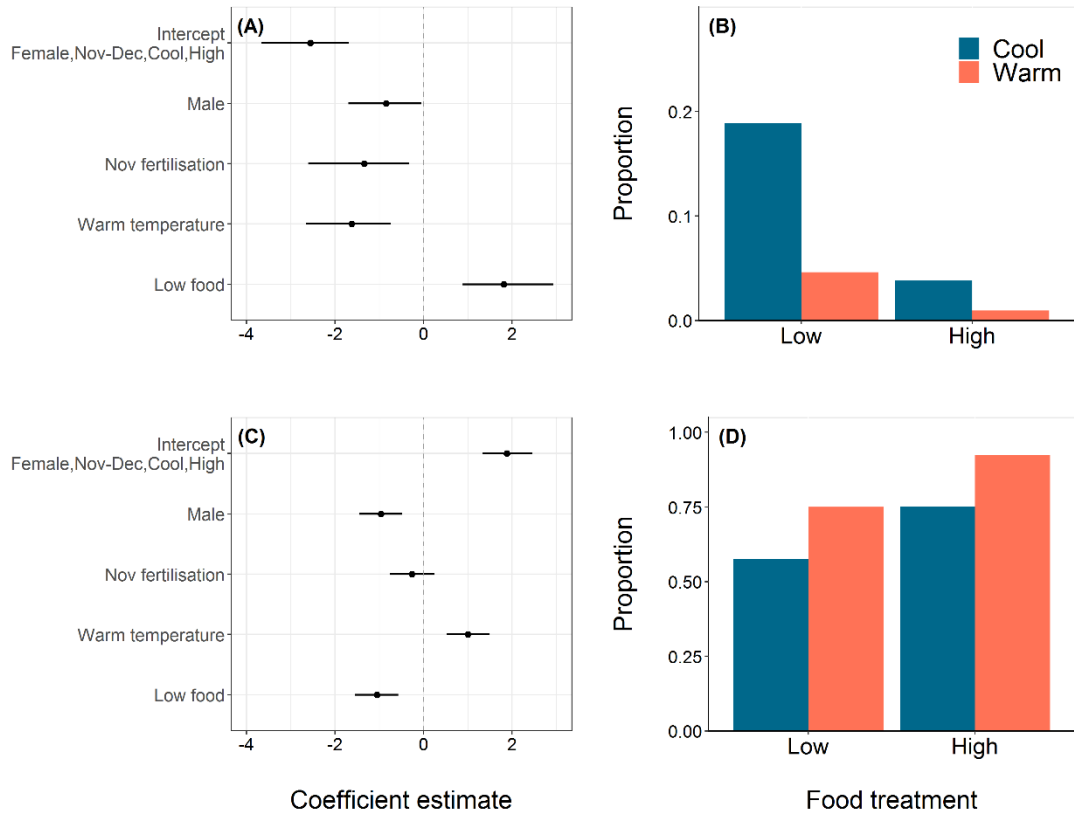 (A)
Intercept
Female,Nov-Dec,Cool,High
Male
Nov fertilisation
Warm temperature
Low food
-4 -2 0 2
(B)
Cool
Warm
Proportion
0.2
0.1
0.0
Low High
(C)
Intercept
Female,Nov-Dec,Cool,High
Male
Nov fertilisation
Warm temperature
Low food
-4 -2 0 2
Coefficient estimate
(D)
Proportion
1.00
0.75
0.50
0.25
0.00
Low High
Food treatment